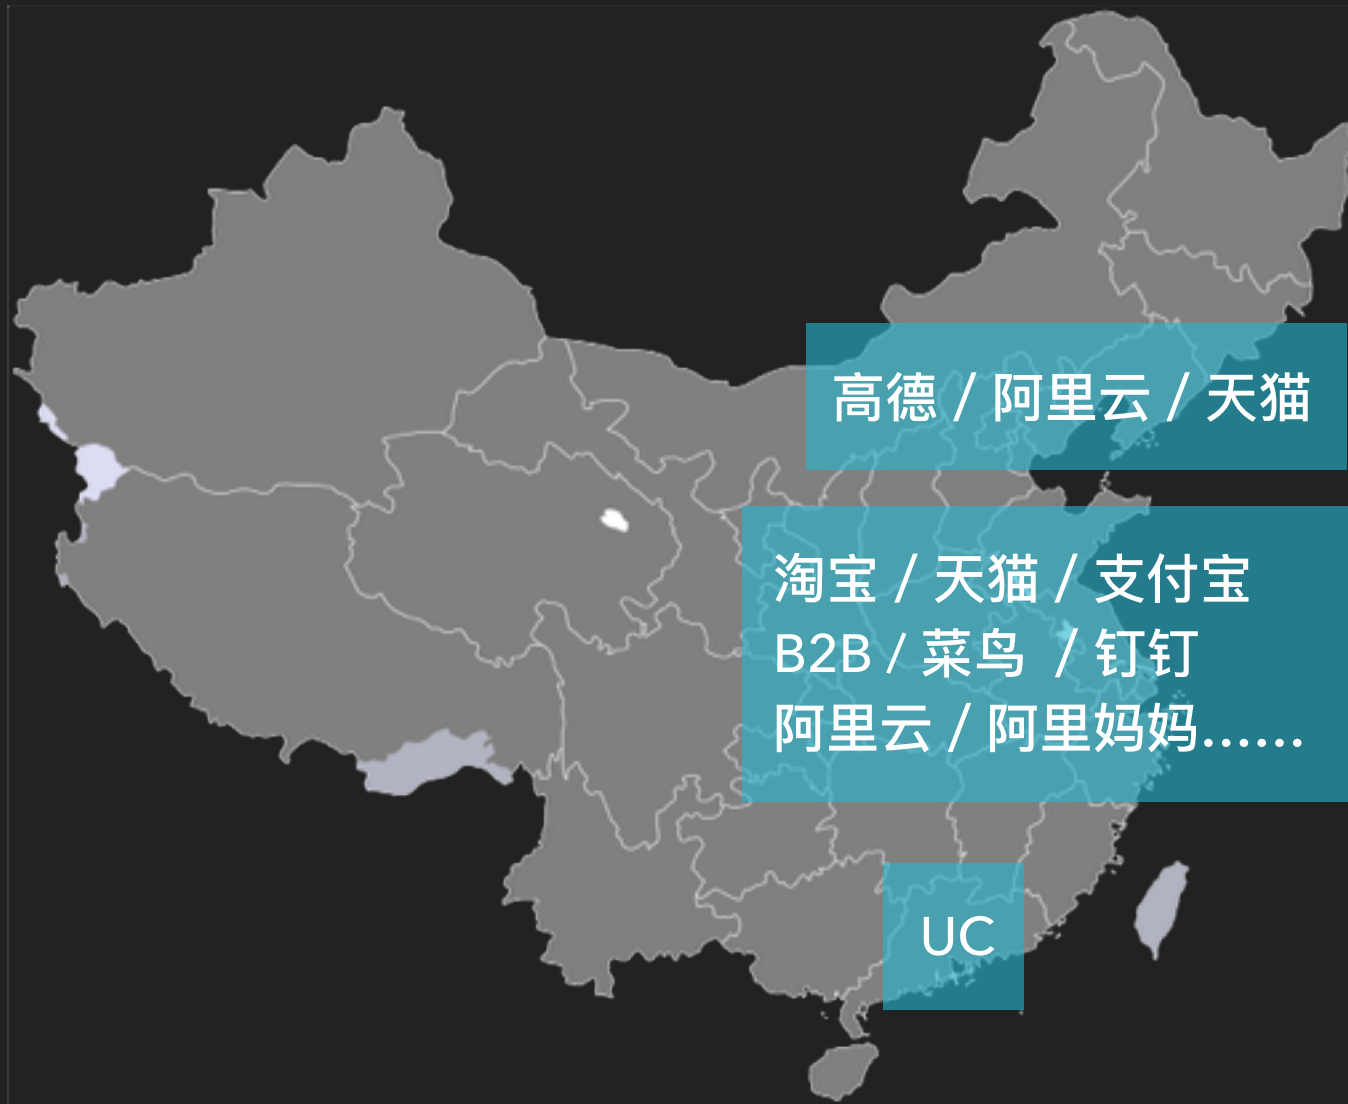 高德 / 阿里云 / 天猫
淘宝 / 天猫 / 支付宝
B2B / 菜鸟 / 钉钉
阿里云 / 阿里妈妈......
UC